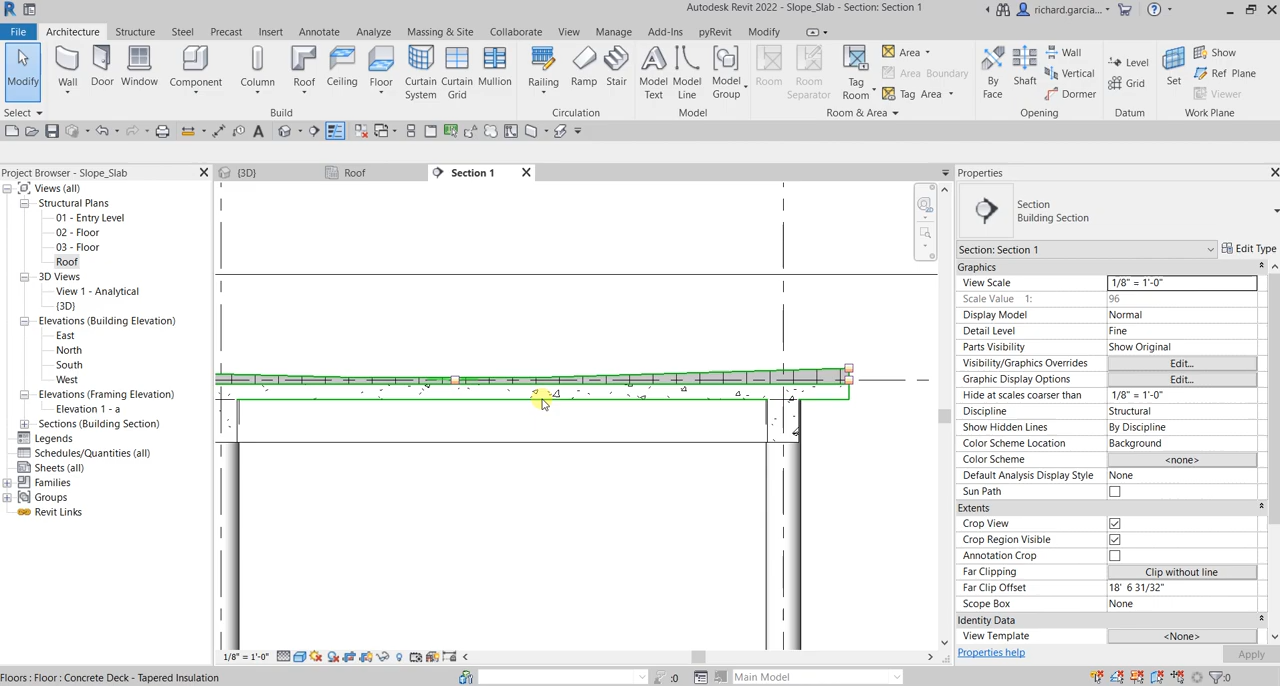 Autodesk Revit 2022 - Slope_Slab - Section: Section 1
richard.garcia...
File Architecture Structure Steel Precast Insert Annotate Analyze Massing & Site Collaborate View Manage Add-Ins pyRevit Modify
Modify Wall Door Window Component Column Roof Ceiling Floor Curtain System Curtain Grid Mullion Railing Ramp Stair Model Text Model Line Model Group Room Room Separator Tag Room By Face Shaft Set
Area Wall Level Show
Area Boundary Vertical Grid Ref Plane
Tag Area Dormer Viewer
Select Build Circulation Model Room & Area Opening Datum Work Plane
Project Browser - Slope_Slab
{3D} Roof Section 1
Properties
Views (all)
Structural Plans
01 - Entry Level
02 - Floor
03 - Floor
Roof
3D Views
View 1 - Analytical
{3D}
Elevations (Building Elevation)
East
North
South
West
Elevations (Framing Elevation)
Elevation 1 - a
Sections (Building Section)
Legends
Schedules/Quantities (all)
Sheets (all)
Families
Groups
Revit Links
Section
Building Section
Section: Section 1 Edit Type
Graphics
View Scale 1/8" = 1'-0"
Scale Value 1: 96
Display Model Normal
Detail Level Fine
Parts Visibility Show Original
Visibility/Graphics Overrides Edit...
Graphic Display Options Edit...
Hide at scales coarser than 1/8" = 1'-0"
Discipline Structural
Show Hidden Lines By Discipline
Color Scheme Location Background
Color Scheme <none>
Default Analysis Display Style None
Sun Path
Extents
Crop View
Crop Region Visible
Annotation Crop
Far Clipping Clip without line
Far Clip Offset 18' 6 31/32"
Scope Box None
Identity Data
View Template <None>
Properties help Apply
1/8" = 1'-0"
Floors : Floor : Concrete Deck - Tapered Insulation :0 Main Model :0